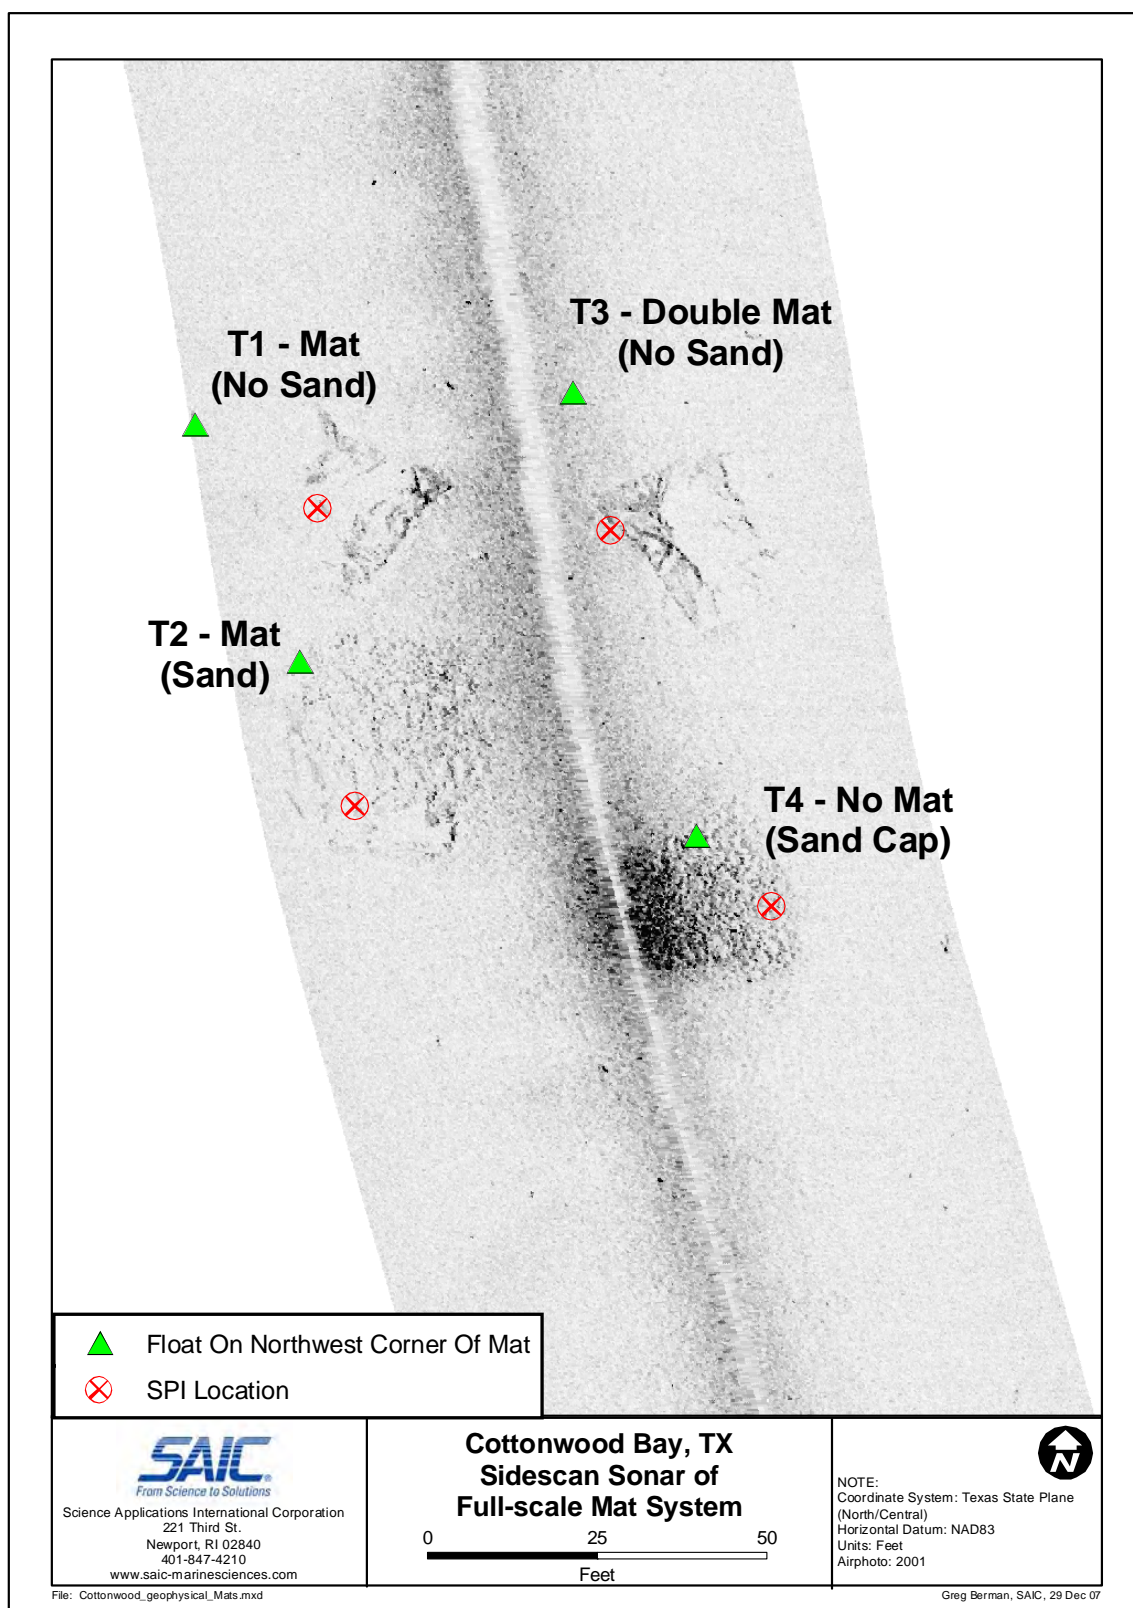 T3 - Double Mat
(No Sand)
T1 - Mat
(No Sand)
T2 - Mat
(Sand)
T4 - No Mat
(Sand Cap)
Float On Northwest Corner Of Mat
SPI Location
SAIC
From Science to Solutions
Science Applications International Corporation
221 Third St.
Newport, RI 02840
401-847-4210
www.saic-marinesciences.com
Cottonwood Bay, TX
Sidescan Sonar of
Full-scale Mat System
0 25 50
Feet
N
NOTE:
Coordinate System: Texas State Plane
(North/Central)
Horizontal Datum: NAD83
Units: Feet
Airphoto: 2001
File: Cottonwood_geophysical_Mats.mxd
Greg Berman, SAIC, 29 Dec 07